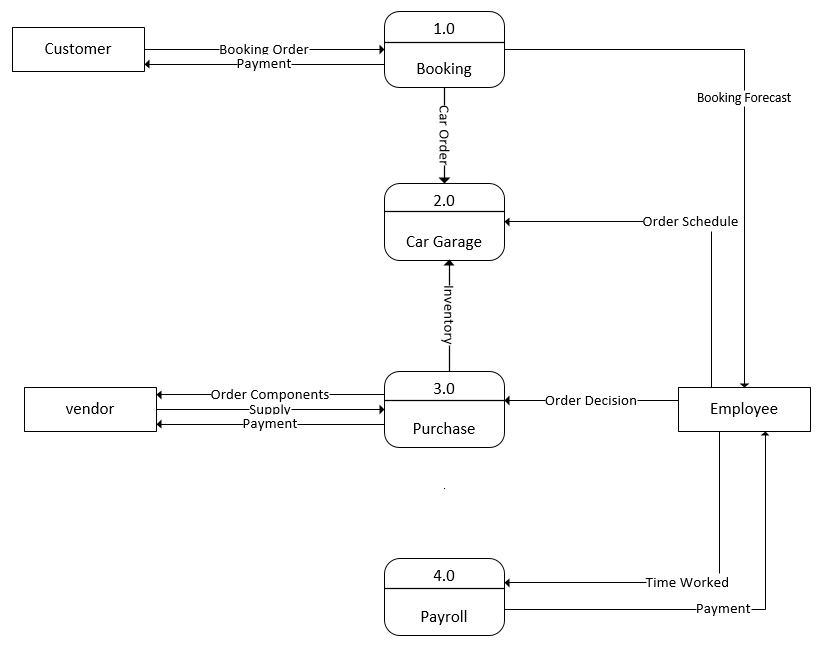 1.0
Customer
Booking Order
Payment
Booking
Booking Forecast
Car Order
2.0
Order Schedule
Car Garage
Inventory
3.0
Order Components
Order Decision
vendor
Supply
Employee
Payment
Purchase
.
4.0
Time Worked
Payment
Payroll